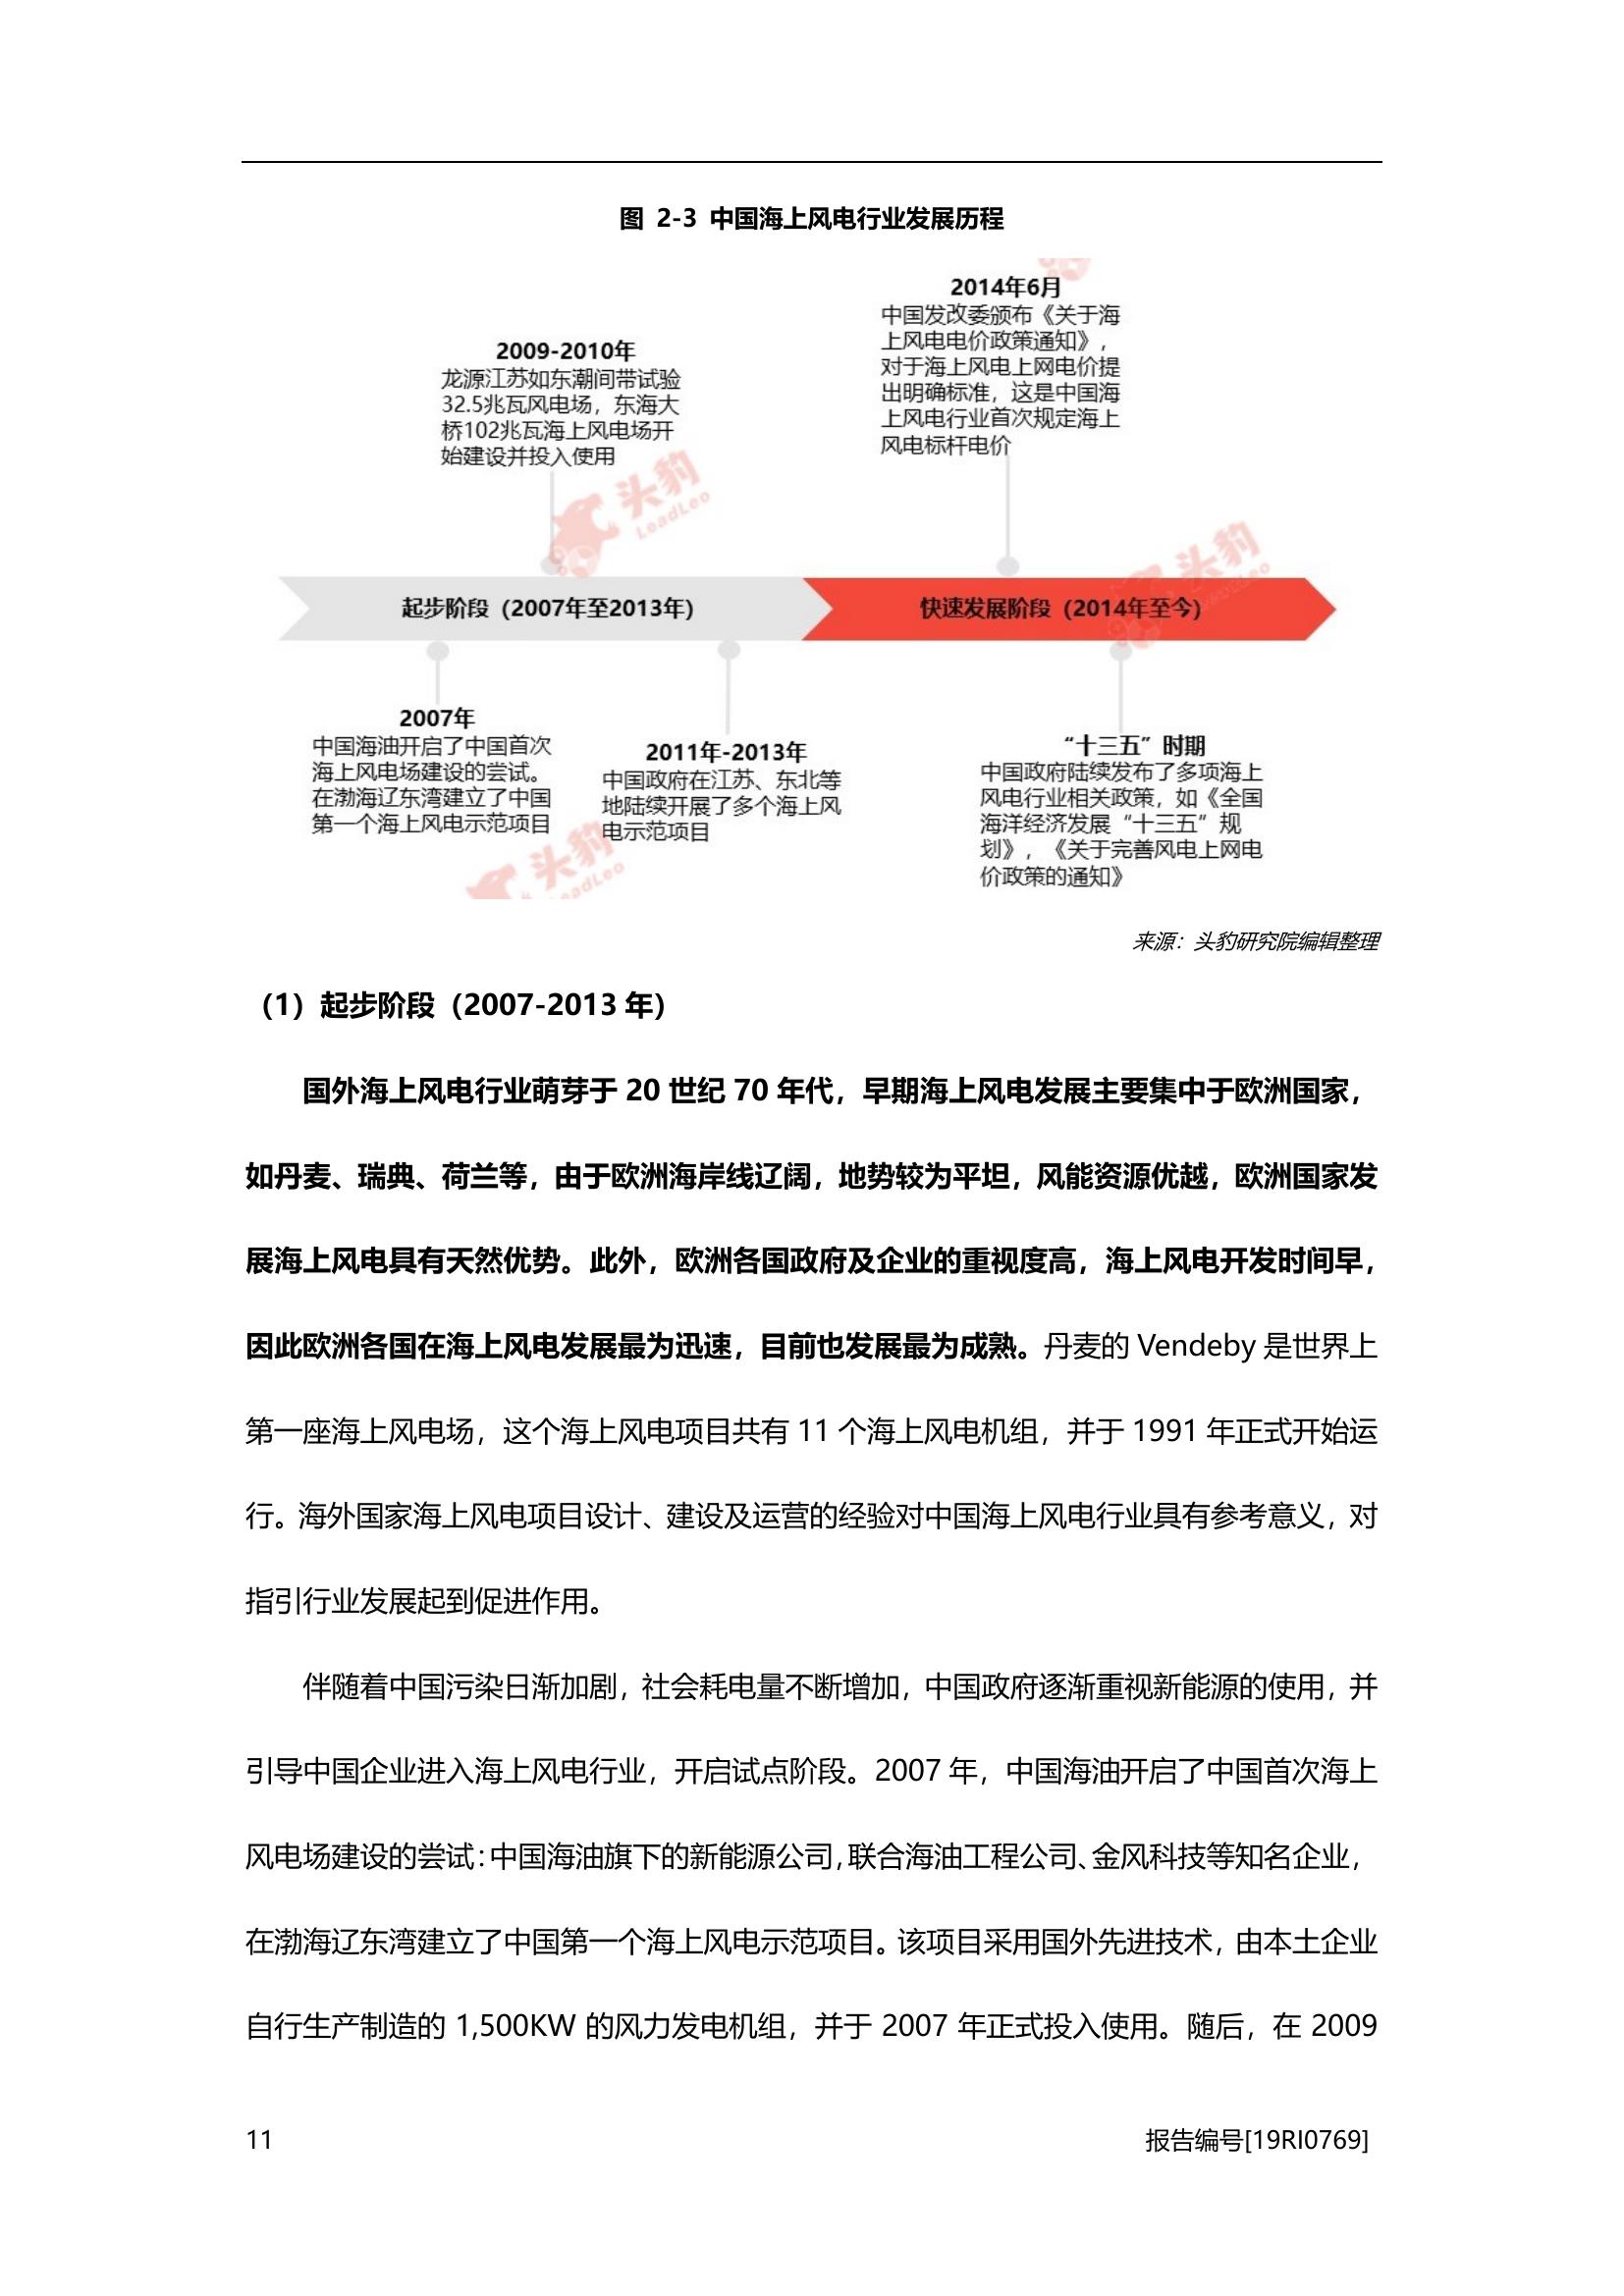 图 2-3 中国海上风电行业发展历程
2014年6月
中国发改委颁布《关于海
上风电电价政策通知》，
对于海上风电上网电价提
出明确标准，这是中国海
上风电行业首次规定海上
风电标杆电价
2009-2010年
龙源江苏如东潮间带试验
32.5兆瓦风电场，东海大
桥102兆瓦海上风电场开
始建设并投入使用
头豹
LeadLeo
头豹
LeadLeo
起步阶段（2007年至2013年）
快速发展阶段（2014年至今）
2007年
中国海油开启了中国首次
海上风电场建设的尝试。
在渤海辽东湾建立了中国
第一个海上风电示范项目
2011年-2013年
中国政府在江苏、东北等
地陆续开展了多个海上风
电示范项目
“十三五”时期
中国政府陆续发布了多项海上
风电行业相关政策，如《全国
海洋经济发展“十三五”规
划》，《关于完善风电上网电
价政策的通知》
头豹
LeadLeo
来源：头豹研究院编辑整理
（1）起步阶段（2007-2013 年）
国外海上风电行业萌芽于 20 世纪 70 年代，早期海上风电发展主要集中于欧洲国家，
如丹麦、瑞典、荷兰等，由于欧洲海岸线辽阔，地势较为平坦，风能资源优越，欧洲国家发
展海上风电具有天然优势。此外，欧洲各国政府及企业的重视度高，海上风电开发时间早，
因此欧洲各国在海上风电发展最为迅速，目前也发展最为成熟。丹麦的 Vendeby 是世界上
第一座海上风电场，这个海上风电项目共有 11 个海上风电机组，并于 1991 年正式开始运
行。海外国家海上风电项目设计、建设及运营的经验对中国海上风电行业具有参考意义，对
指引行业发展起到促进作用。
伴随着中国污染日渐加剧，社会耗电量不断增加，中国政府逐渐重视新能源的使用，并
引导中国企业进入海上风电行业，开启试点阶段。2007 年，中国海油开启了中国首次海上
风电场建设的尝试：中国海油旗下的新能源公司，联合海油工程公司、金风科技等知名企业，
在渤海辽东湾建立了中国第一个海上风电示范项目。该项目采用国外先进技术，由本土企业
自行生产制造的 1,500KW 的风力发电机组，并于 2007 年正式投入使用。随后，在 2009
11
报告编号[19RI0769]